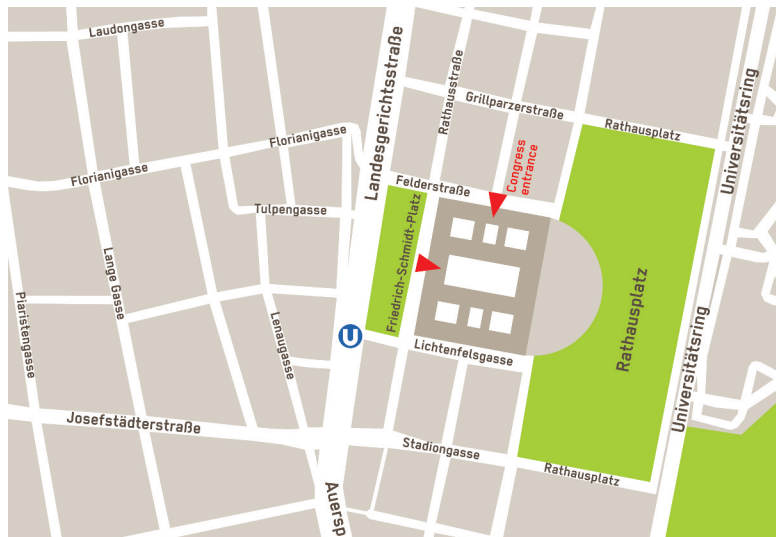 Laudongasse
Landesgerichtsstraße
Rathausstraße
Universitätsring
Grillparzerstraße
Rathausplatz
Florianigasse
Florianigasse
Congress
entrance
Felderstraße
Tulpengasse
Friedrich-Schmidt-Platz
Lange Gasse
Piaristengasse
Lenaugasse
U
Rathausplatz
Universitätsring
Lichtenfelsgasse
Josefstädterstraße
Stadiongasse
Rathausplatz
Auersp